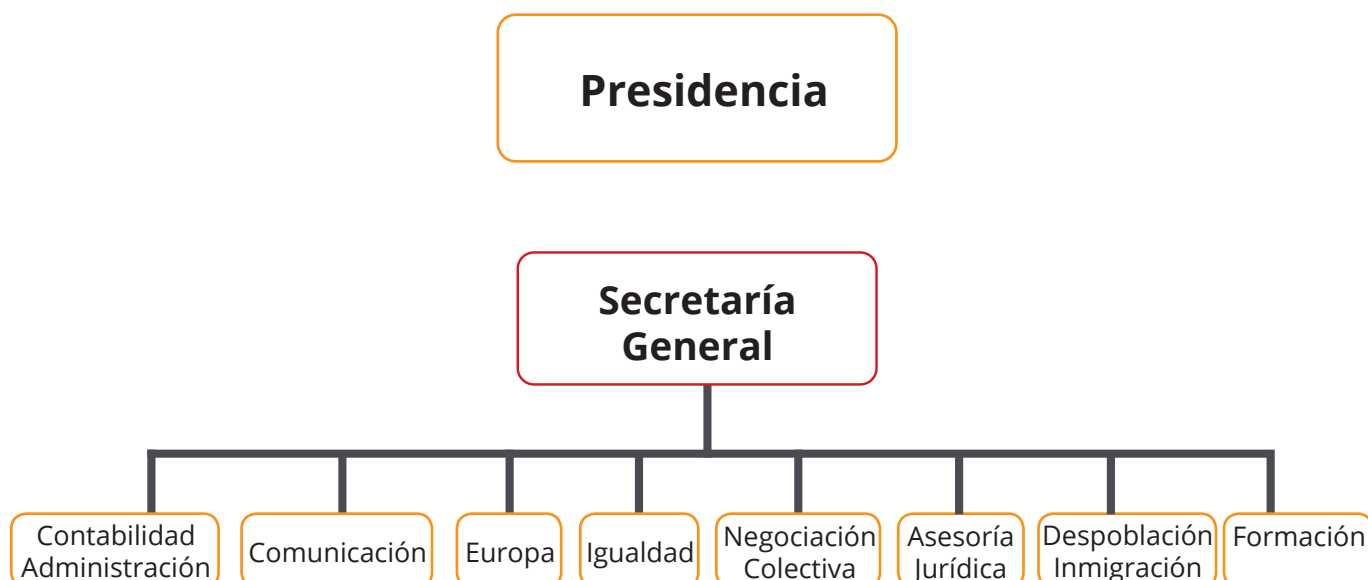 Presidencia
Secretaría
General
Contabilidad
Administración
Comunicación
Europa
Igualdad
Negociación
Colectiva
Asesoría
Jurídica
Despoblación
Inmigración
Formación